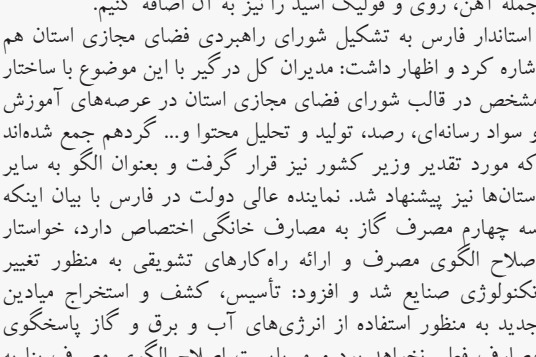 آهن، روی و فولیک اسید را نیز به آن اضافه کنیم.
استاندار فارس به تشکیل شورای راهبردی فضای مجازی استان هم
شاره کرد و اظهار داشت: مدیران کل درگیر با این موضوع با ساختار
مشخص در قالب شورای فضای مجازی استان در عرصه‌های آموزش
و سواد رسانه‌ای، رصد، تولید و تحلیل محتوا و... گردهم جمع شده‌اند
که مورد تقدیر وزیر کشور نیز قرار گرفت و بعنوان الگو به سایر
ستان‌ها نیز پیشنهاد شد. نماینده عالی دولت در فارس با بیان اینکه
سه چهارم مصرف گاز به مصارف خانگی اختصاص دارد، خواستار
صلاح الگوی مصرف و ارائه راه‌کارهای تشویقی به منظور تغییر
تکنولوژی صنایع شد و افزود: تأسیس، کشف و استخراج میادین
جدید به منظور استفاده از انرژی‌های آب و برق و گاز پاسخگوی